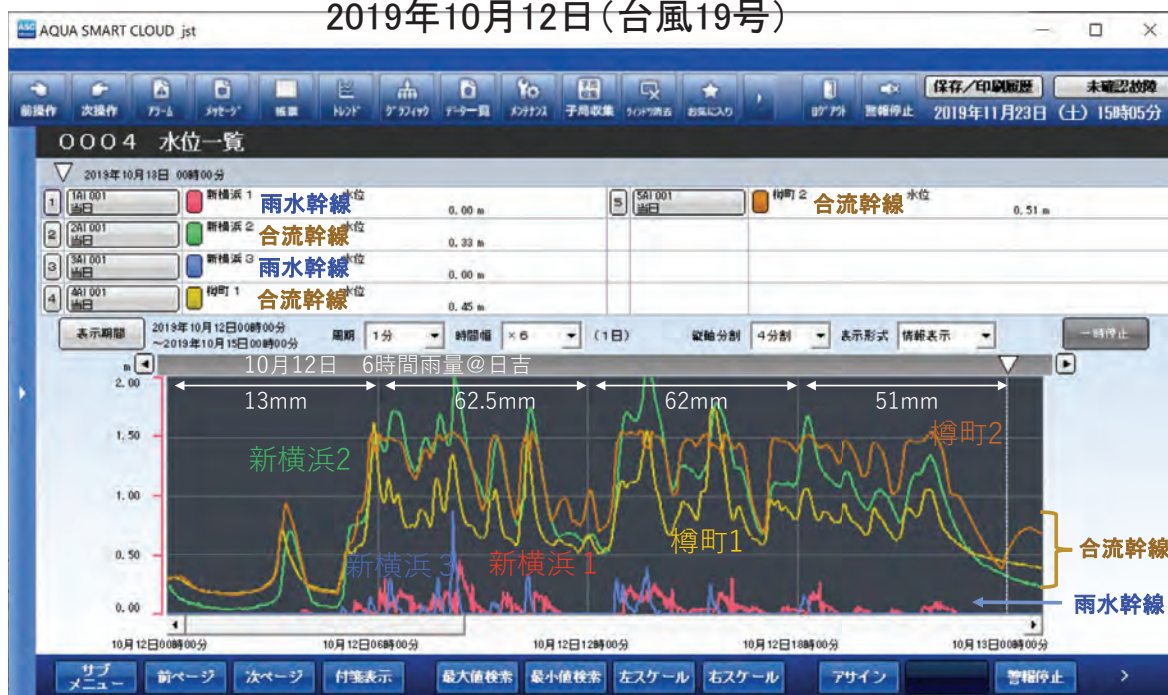 2019年10月12日(台風19号)
AQUA SMART CLOUD jst
前操作 次操作 アラーム メッセージ 帳票 トレンド グラフィック データ一覧 メンテナンス 子局収集 ウインドウ消去 お気に入り ログアウト 警報停止
保存/印刷履歴 未確認故障
2019年11月23日 (土) 15時05分
0004 水位一覧
2019年10月13日 00時00分
1 1AI 001 当日 新横浜 1 雨水幹線 水位 0.00 m
5 5AI 001 当日 樽町 2 合流幹線 水位 0.51 m
2 2AI 001 当日 新横浜 2 合流幹線 水位 0.33 m
3 3AI 001 当日 新横浜 3 雨水幹線 水位 0.00 m
4 4AI 001 当日 樽町 1 合流幹線 水位 0.45 m
表示期間 2019年10月12日00時00分 ~2019年10月15日00時00分 周期 1分 時間幅 ×6 (1日) 縦軸分割 4分割 表示形式 情報表示 一時停止
m
10月12日 6時間雨量@日吉
2.00
13mm 62.5mm 62mm 51mm
1.50
樽町2
新横浜2
1.00
樽町1
合流幹線
0.50
新横浜3 新横浜1
雨水幹線
0.00
10月12日00時00分 10月12日06時00分 10月12日12時00分 10月12日18時00分 10月13日00時00分
サブメニュー 前ページ 次ページ 付箋表示 最大値検索 最小値検索 左スケール 右スケール アサイン 警報停止